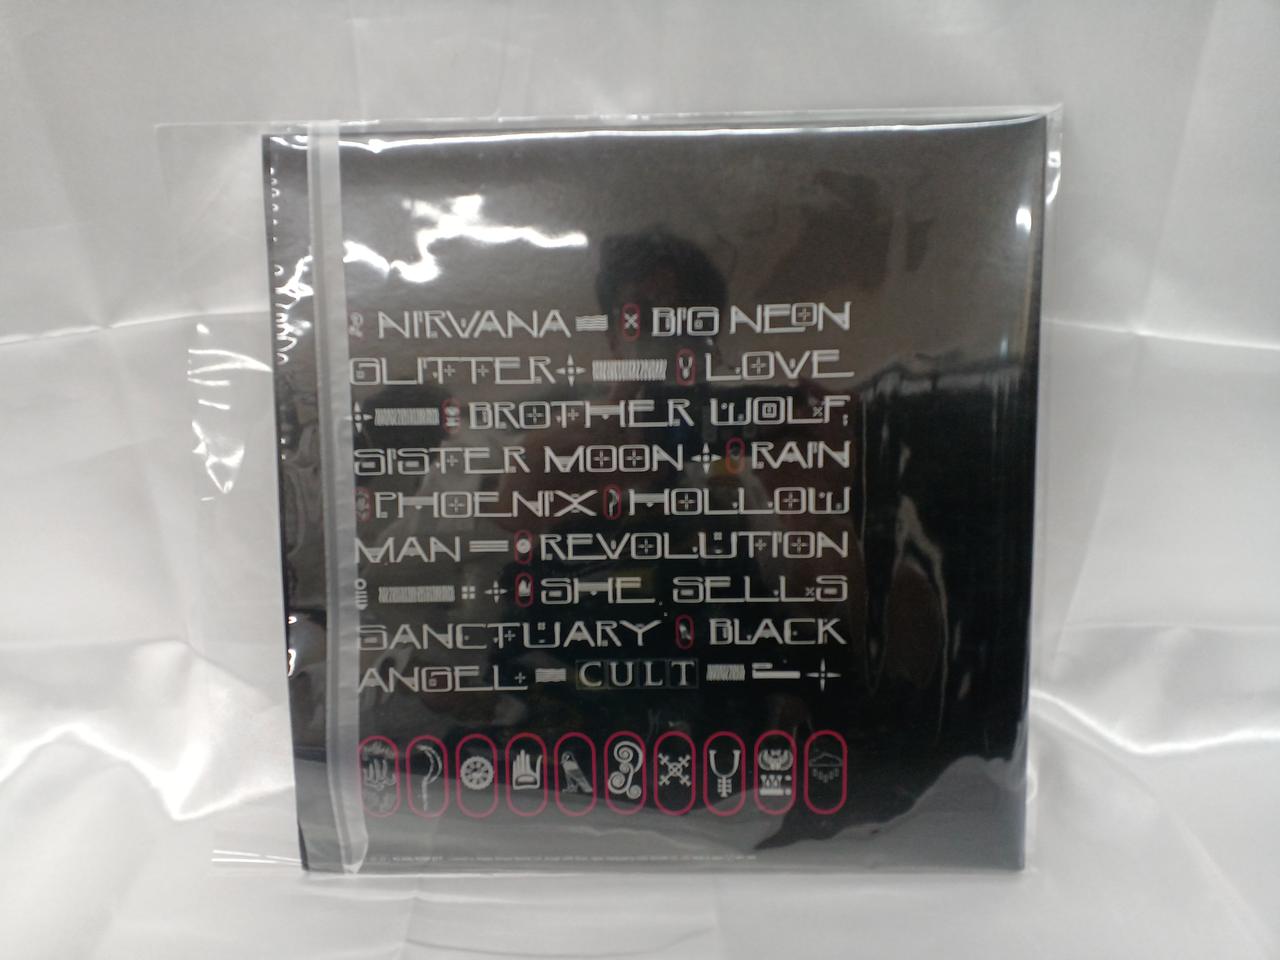 NIRVANA BIG NEON
GLITTER LOVE
BROTHER WOLF;
SISTER MOON RAIN
PHOENIX HOLLOW
MAN REVOLUTION
SHE SELLS
SANCTUARY BLACK
ANGEL CULT